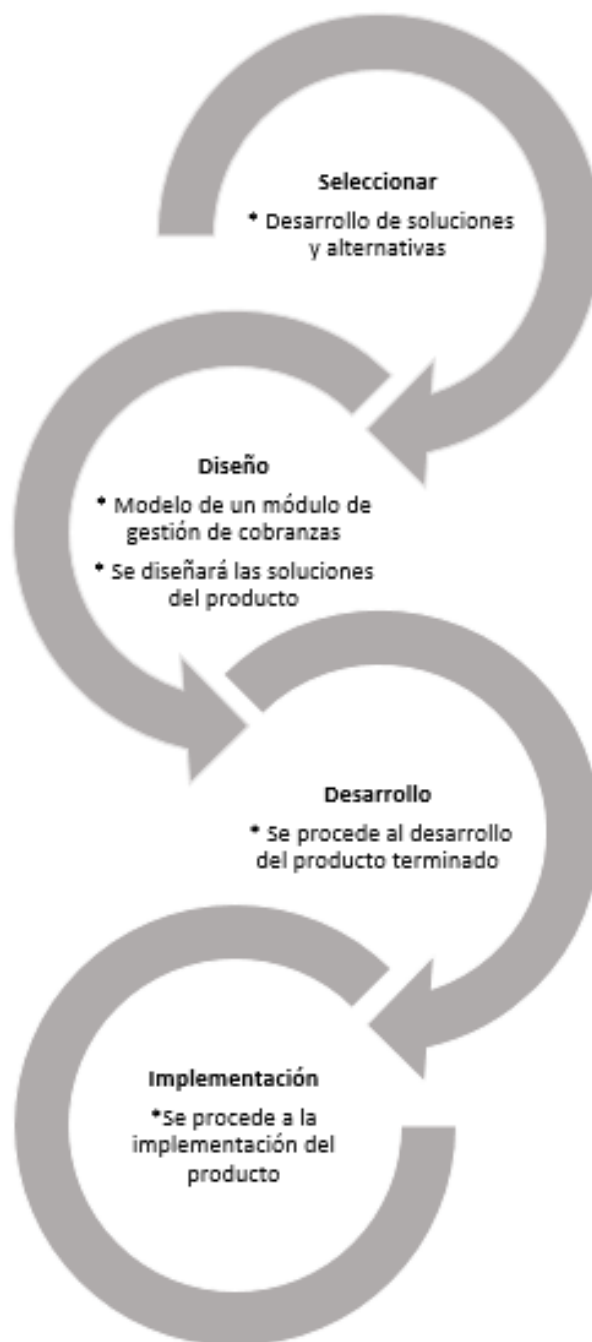 Seleccionar
* Desarrollo de soluciones
y alternativas
Diseño
* Modelo de un módulo de
gestión de cobranzas
* Se diseñará las soluciones
del producto
Desarrollo
* Se procede al desarrollo
del producto terminado
Implementación
*Se procede a la
implementación del
producto